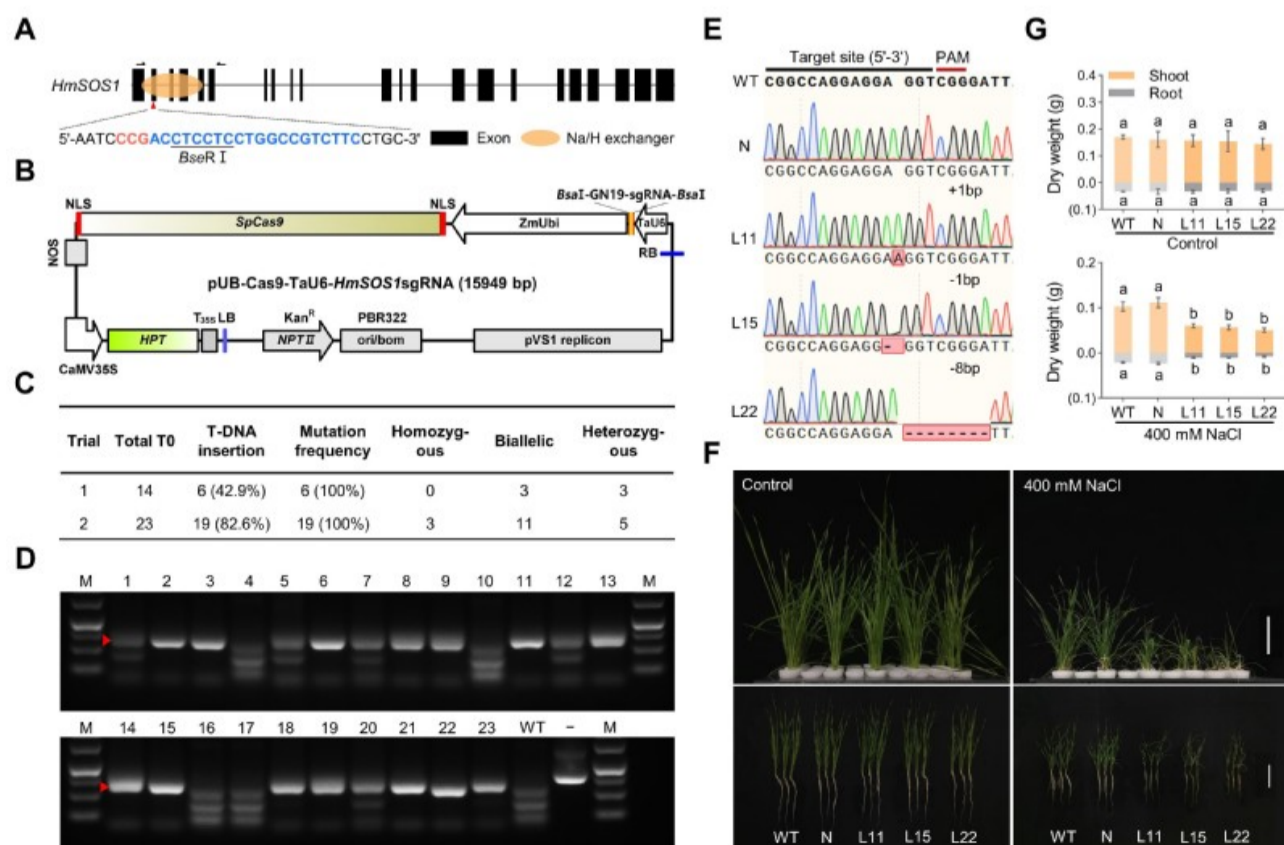 A
HmSOS1
5'-AATCCCGACCTCCTCCTGGCCGTCTTCCTGC-3'
BseR I
Exon
Na/H exchanger
B
NLS
SpCas9
NLS
ZmUbi
BsaI-GN19-sgRNA-BsaI
TaU6
RB
NOS
pUB-Cas9-TaU6-HmSOS1sgRNA (15949 bp)
CaMV35S
HPT
T35S
LB
KanR
NPT II
PBR322
ori/bom
pVS1 replicon
C
Trial Total T0 T-DNA insertion Mutation frequency Homozyg-ous Biallelic Heterozyg-ous
1 14 6 (42.9%) 6 (100%) 0 3 3
2 23 19 (82.6%) 19 (100%) 3 11 5
D
M 1 2 3 4 5 6 7 8 9 10 11 12 13 M
M 14 15 16 17 18 19 20 21 22 23 WT – M
E
Target site (5'-3') PAM
WT CGGCCAGGAGGA GGTCGGGATT.
N
CGGCCAGGAGGA GGTCGGGATT.
+1bp
L11
CGGCCAGGAGGAAGGTCGGGATT.
-1bp
L15
CGGCCAGGAGG- GGTCGGGATT.
-8bp
L22
CGGCCAGGAGGA --------TT.
F
Control
400 mM NaCl
WT N L11 L15 L22
WT N L11 L15 L22
G
Dry weight (g)
0.4
0.3
0.2
0.1
0.0
(0.1)
Shoot
Root
a a a a a
a a a a a
WT N L11 L15 L22
Control
Dry weight (g)
0.2
0.1
0.0
(0.1)
a a b b b
a a b b b
WT N L11 L15 L22
400 mM NaCl